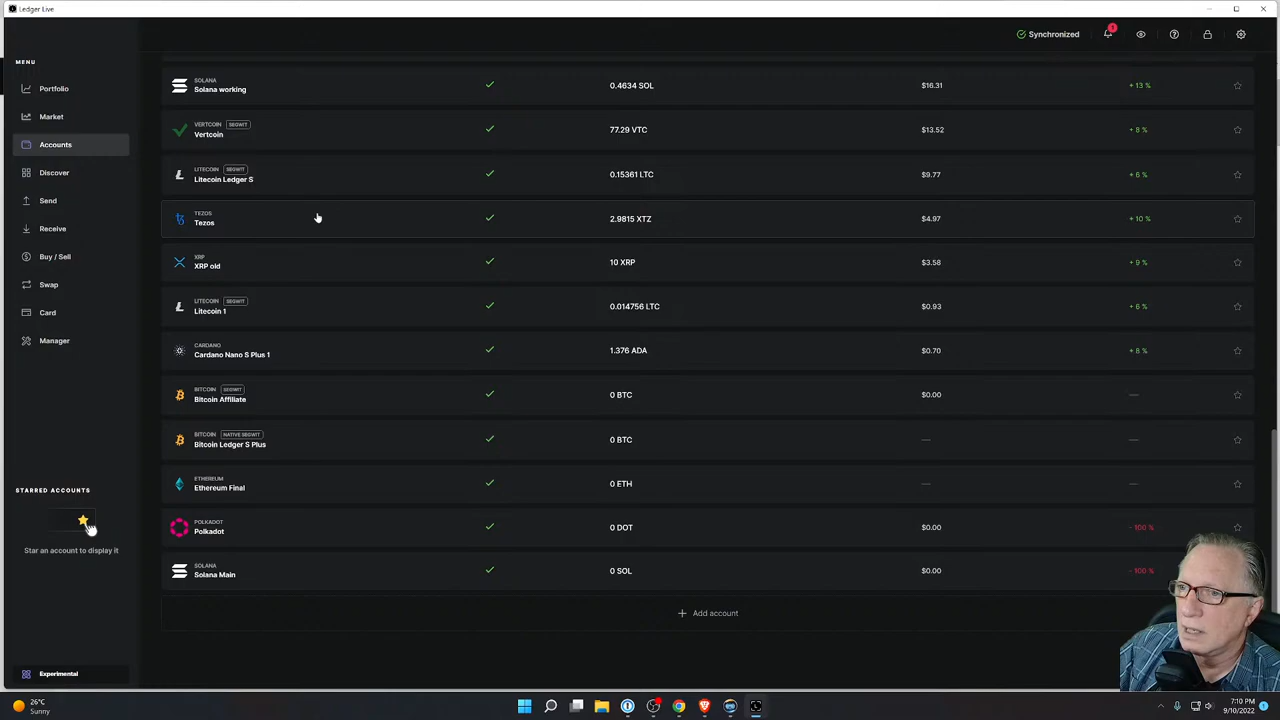 Ledger Live
Synchronized
1
MENU
Portfolio
Market
Accounts
Discover
Send
Receive
Buy / Sell
Swap
Card
Manager
STARRED ACCOUNTS
Star an account to display it
Experimental
SOLANA
Solana working 0.4634 SOL $16.31 + 13 %
VERTCOIN SEGWIT
Vertcoin 77.29 VTC $13.52 + 8 %
LITECOIN SEGWIT
Litecoin Ledger S 0.15361 LTC $9.77 + 6 %
TEZOS
Tezos 2.9815 XTZ $4.97 + 10 %
XRP
XRP old 10 XRP $3.58 + 9 %
LITECOIN SEGWIT
Litecoin 1 0.014756 LTC $0.93 + 6 %
CARDANO
Cardano Nano S Plus 1 1.376 ADA $0.70 + 8 %
BITCOIN SEGWIT
Bitcoin Affiliate 0 BTC $0.00 —
BITCOIN NATIVE SEGWIT
Bitcoin Ledger S Plus 0 BTC — —
ETHEREUM
Ethereum Final 0 ETH — —
POLKADOT
Polkadot 0 DOT $0.00 - 100 %
SOLANA
Solana Main 0 SOL $0.00 - 100 %
+ Add account
26°C
Sunny
7:10 PM
9/10/2022